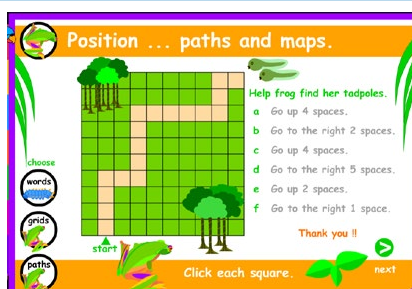 Position ... paths and maps.
Help frog find her tadpoles.
a Go up 4 spaces.
b Go to the right 2 spaces.
c Go up 4 spaces.
d Go to the right 5 spaces.
e Go up 2 spaces.
f Go to the right 1 space.
Thank you !!
choose
words
grids
paths
start
Click each square.
next